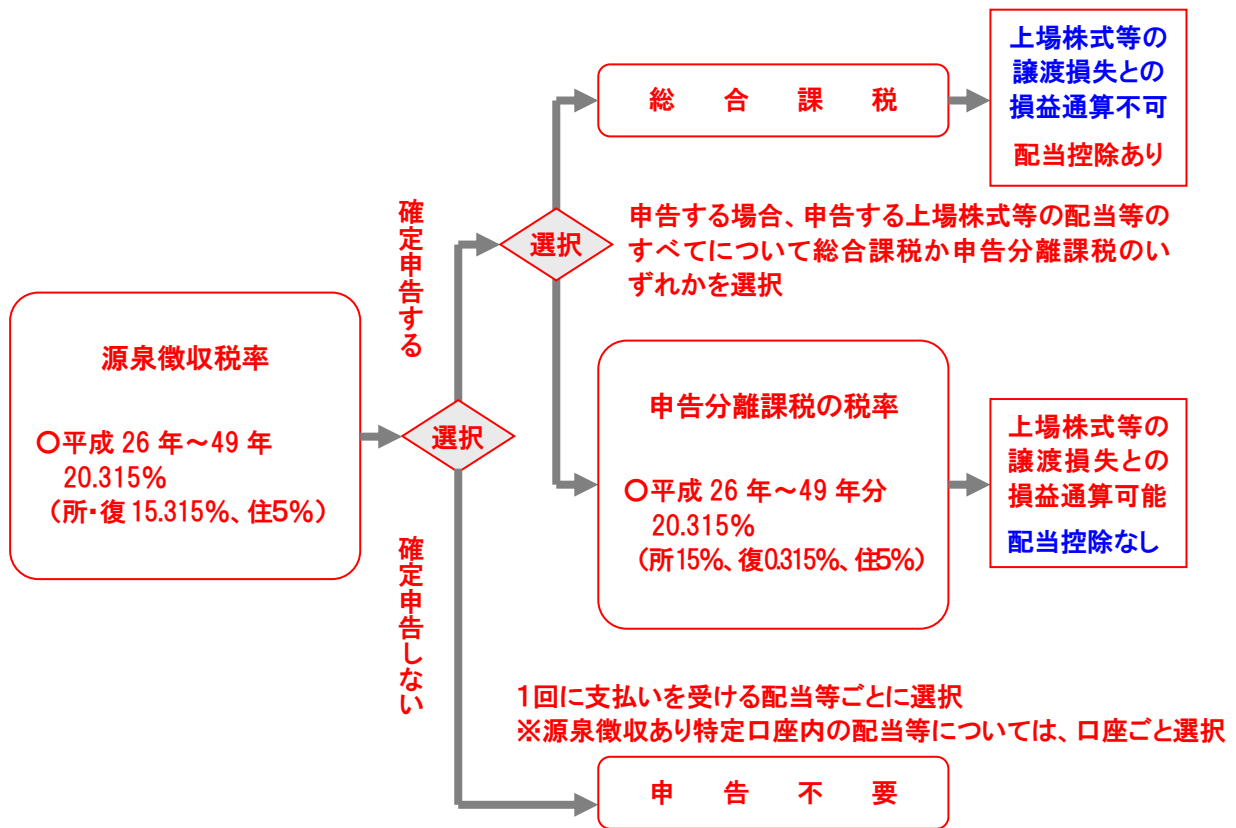 源泉徴収税率
○平成 26 年～49 年
20.315%
（所・復 15.315%、住5%）
選択
確定申告する
選択
総 合 課 税
上場株式等の
譲渡損失との
損益通算不可
配当控除あり
申告する場合、申告する上場株式等の配当等の
すべてについて総合課税か申告分離課税のい
ずれかを選択
申告分離課税の税率
○平成 26 年～49 年分
20.315%
（所15%、復0.315%、住5%）
上場株式等の
譲渡損失との
損益通算可能
配当控除なし
確定申告しない
1回に支払いを受ける配当等ごとに選択
※源泉徴収あり特定口座内の配当等については、口座ごと選択
申 告 不 要